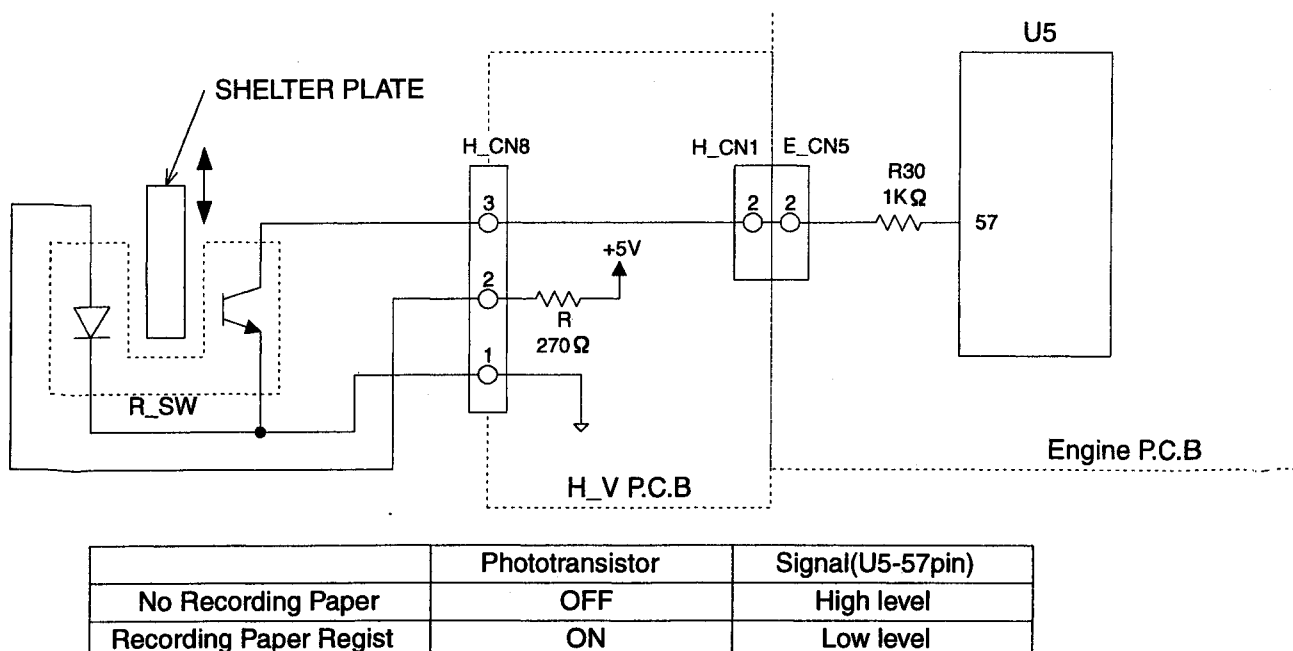 U5
SHELTER PLATE
H_CN8
H_CN1
E_CN5
R30
1KΩ
3
2
2
57
+5V
2
R
270Ω
1
R_SW
Engine P.C.B
H_V P.C.B
Phototransistor
Signal(U5-57pin)
No Recording Paper
OFF
High level
Recording Paper Regist
ON
Low level